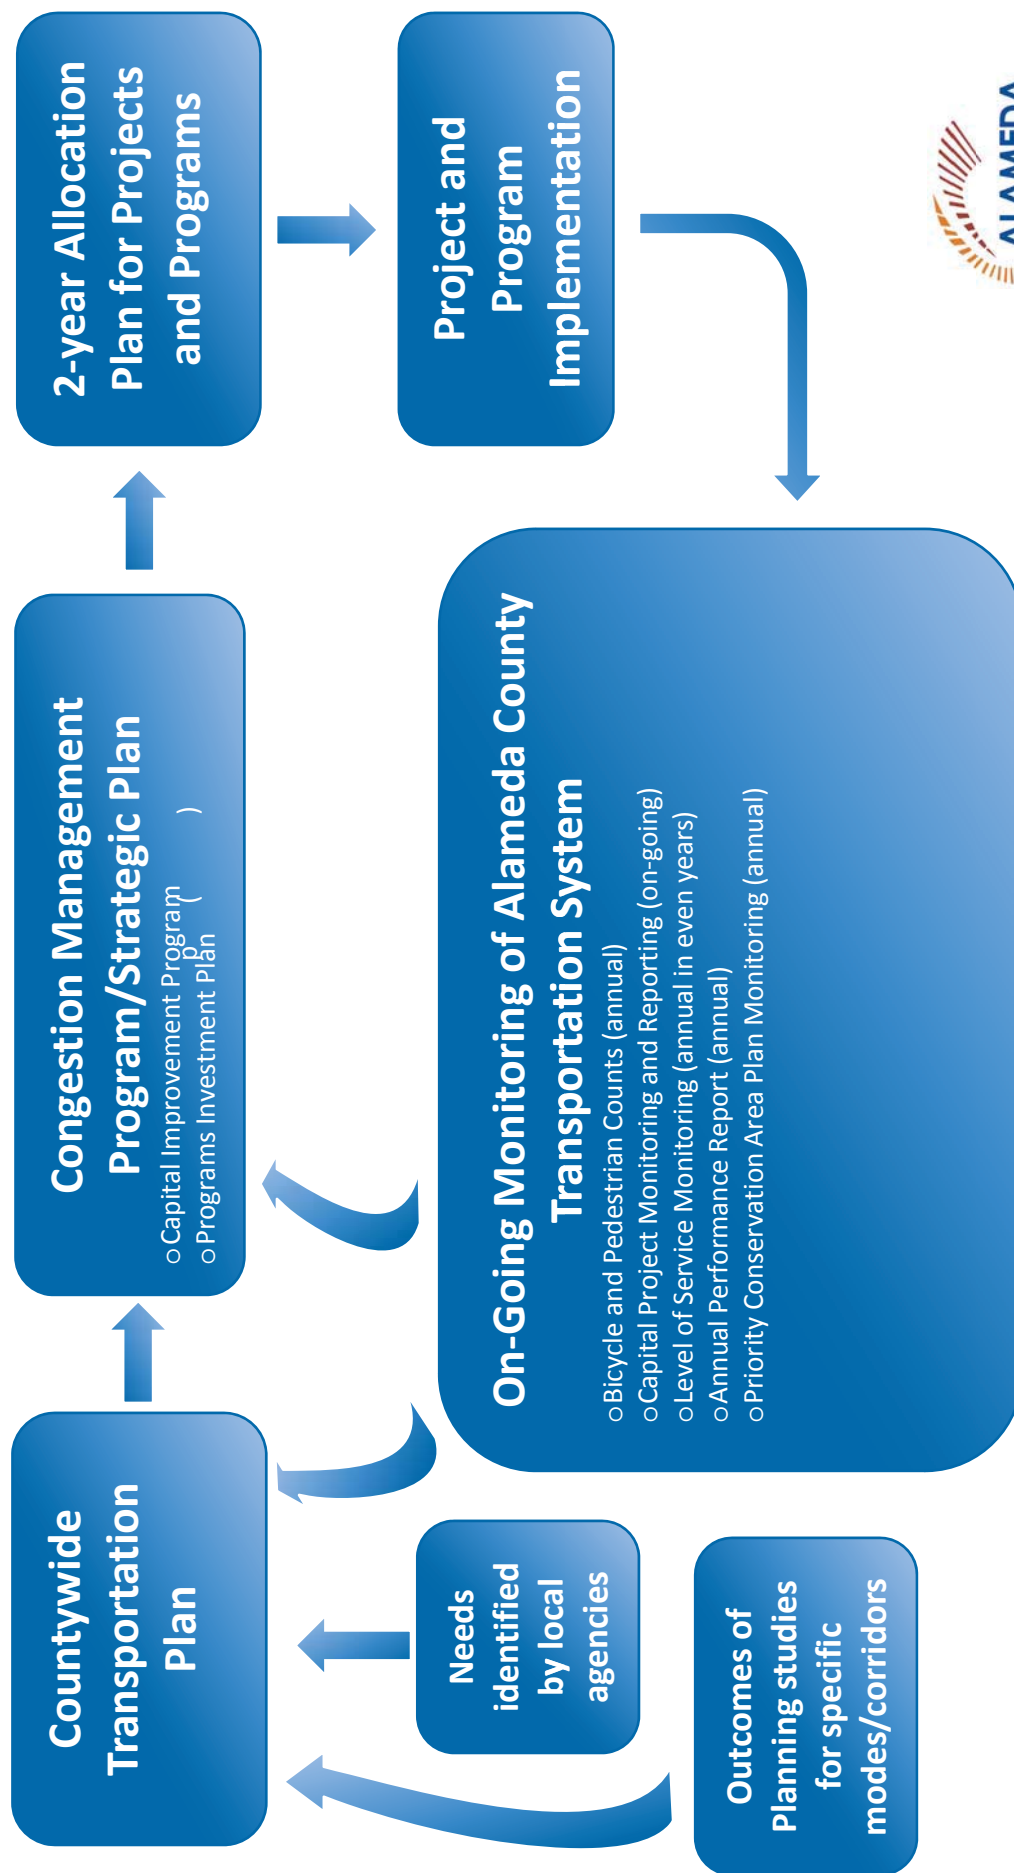 Countywide
Transportation
Plan
Congestion Management
Program/Strategic Plan
○Capital Improvement Program
p ( )
○Programs Investment Plan
2-year Allocation
Plan for Projects
and Programs
Project and
Program
Implementation
On-Going Monitoring of Alameda County
Transportation System
○Bicycle and Pedestrian Counts (annual)
○Capital Project Monitoring and Reporting (on-going)
○Level of Service Monitoring (annual in even years)
○Annual Performance Report (annual)
○Priority Conservation Area Plan Monitoring (annual)
Needs
identified
by local
agencies
Outcomes of
Planning studies
for specific
modes/corridors
ALAMEDA